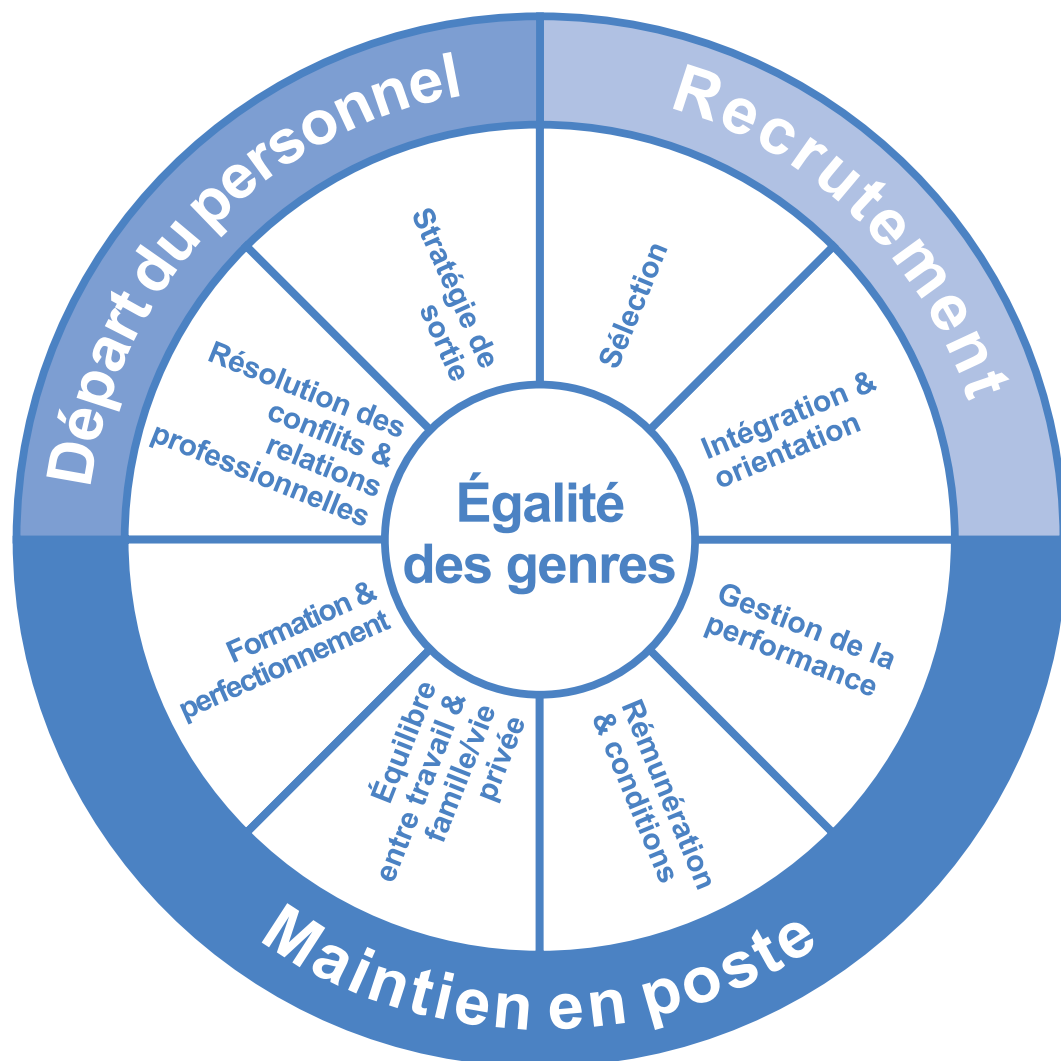 Départ du personnel
Recrutement
Stratégie de
sortie
Sélection
Résolution des
conflits &
relations
professionnelles
Intégration &
orientation
Égalité
des genres
Formation &
perfectionnement
Gestion de la
performance
Équilibre
entre travail &
famille/vie
privée
Rémunération
& conditions
Maintien en poste